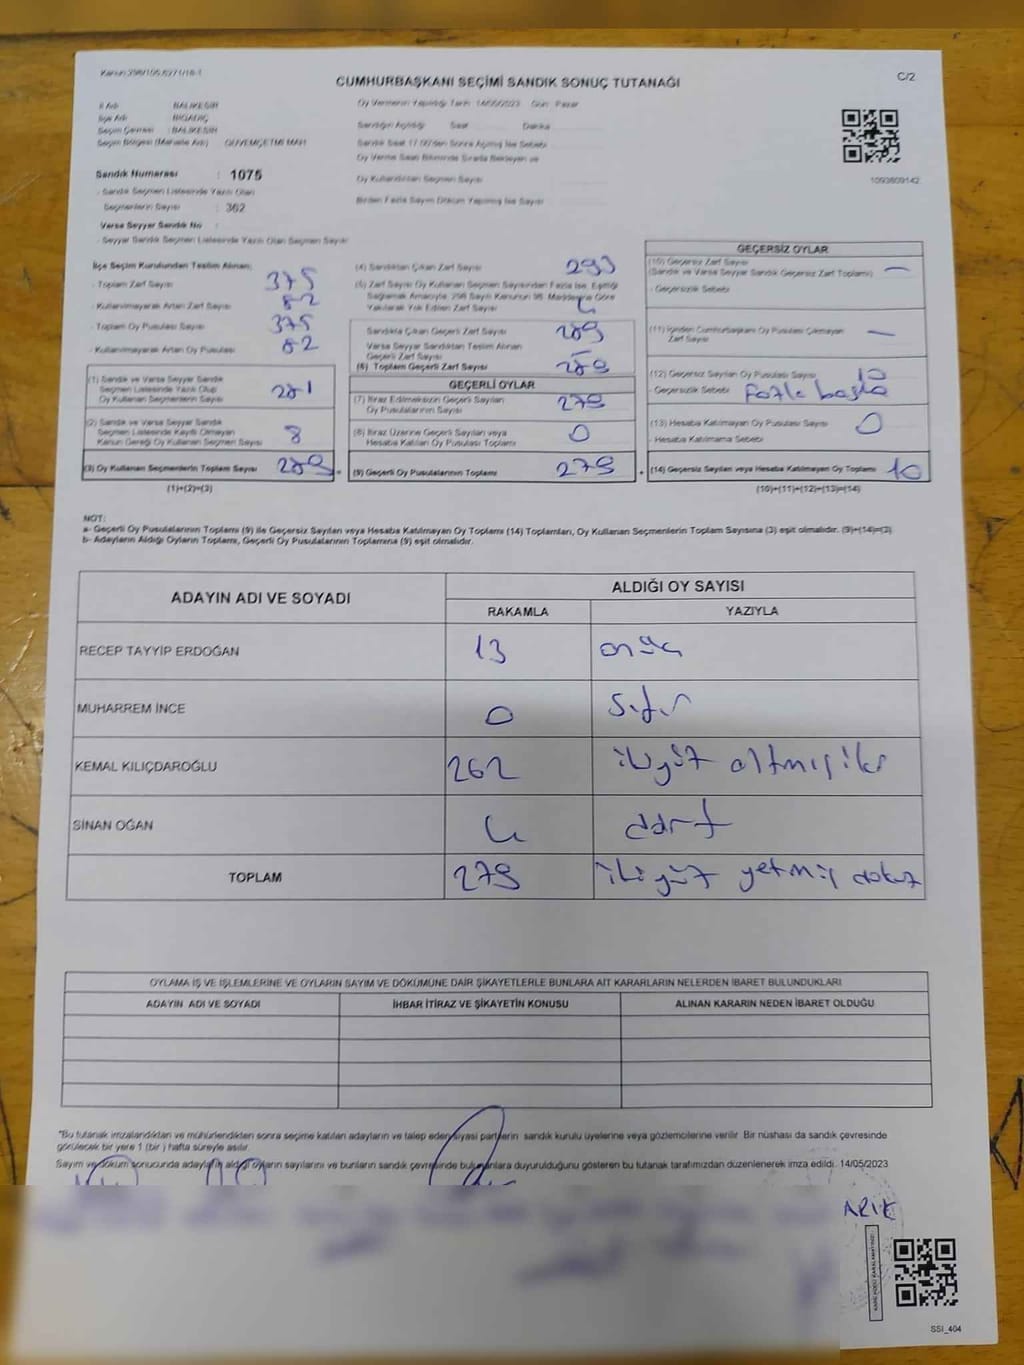 Kanun:298/105.6271/18-1
CUMHURBAŞKANI SEÇİMİ SANDIK SONUÇ TUTANAĞI
C/2
İl Adı BALIKESİR
İlçe Adı BİGADİÇ
Seçim Çevresi : BALIKESİR
Seçim Bölgesi (Mahalle Adı) GÜVEMÇETMİ MAH
Sandık Numarası : 1075
- Sandık Seçmen Listesinde Yazılı Olan
Seçmenlerin Sayısı : 362
Varsa Seyyar Sandık No :
- Seyyar Sandık Seçmen Listesinde Yazılı Olan Seçmen Sayısı
Oy Vermenin Yapıldığı Tarih 14/05/2023 Gün Pazar
Sandığın Açıldığı Saat Dakika
Sandık Saat 17.00'den Sonra Açılmış İse Sebebi
Oy Verme Saati Bitiminde Sırada Bekleyen ve
Oy Kullandırılan Seçmen Sayısı
Birden Fazla Sayım Döküm Yapılmış İse Sayısı
1093809142
İlçe Seçim Kurulundan Teslim Alınan:
- Toplam Zarf Sayısı 375
- Kullanılmayarak Artan Zarf Sayısı 82
- Toplam Oy Pusulası Sayısı 375
- Kullanılmayarak Artan Oy Pusulası 82
(1) Sandık ve Varsa Seyyar Sandık
Seçmen Listesinde Yazılı Olup
Oy Kullanan Seçmenlerin Sayısı 281
(2) Sandık ve Varsa Seyyar Sandık
Seçmen Listesinde Kayıtlı Olmayan
Kanun Gereği Oy Kullanan Seçmen Sayısı 8
(3) Oy Kullanan Seçmenlerin Toplam Sayısı 289
(1)+(2)=(3)
(4) Sandıktan Çıkan Zarf Sayısı 293
(5) Zarf Sayısı Oy Kullanan Seçmen Sayısından Fazla İse, Eşitliği
Sağlamak Amacıyla; 298 Sayılı Kanunun 98. Maddesine Göre
Yakılarak Yok Edilen Zarf Sayısı 4
Sandıkta Çıkan Geçerli Zarf Sayısı 289
Varsa Seyyar Sandıktan Teslim Alınan
Geçerli Zarf Sayısı -
(6) Toplam Geçerli Zarf Sayısı 289
GEÇERLİ OYLAR
(7) İtiraz Edilmeksizin Geçerli Sayılan
Oy Pusulalarının Sayısı 279
(8) İtiraz Üzerine Geçerli Sayılan veya
Hesaba Katılan Oy Pusulası Toplamı 0
= (9) Geçerli Oy Pusulalarının Toplamı 279
GEÇERSİZ OYLAR
(10) Geçersiz Zarf Sayısı
(Sandık ve Varsa Seyyar Sandık Geçersiz Zarf Toplamı) —
- Geçersizlik Sebebi
(11) İçinden Cumhurbaşkanı Oy Pusulası Çıkmayan
Zarf Sayısı —
(12) Geçersiz Sayılan Oy Pusulası Sayısı 10
- Geçersizlik Sebebi fazla baskı
(13) Hesaba Katılmayan Oy Pusulası Sayısı 0
- Hesaba Katılmama Sebebi
+ (14) Geçersiz Sayılan veya Hesaba Katılmayan Oy Toplamı 10
(10)+(11)+(12)+(13)=(14)
NOT:
a- Geçerli Oy Pusulalarının Toplamı (9) ile Geçersiz Sayılan veya Hesaba Katılmayan Oy Toplamı (14) Toplamları, Oy Kullanan Seçmenlerin Toplam Sayısına (3) eşit olmalıdır. (9)+(14)=(3)
b- Adayların Aldığı Oyların Toplamı, Geçerli Oy Pusulalarının Toplamına (9) eşit olmalıdır.
ADAYIN ADI VE SOYADI ALDIĞI OY SAYISI
RAKAMLA YAZIYLA
RECEP TAYYİP ERDOĞAN 13 onüç
MUHARREM İNCE 0 sıfır
KEMAL KILIÇDAROĞLU 262 ikiyüz altmışiki
SİNAN OĞAN 4 dört
TOPLAM 279 ikiyüz yetmiş dokuz
OYLAMA İŞ VE İŞLEMLERİNE VE OYLARIN SAYIM VE DÖKÜMÜNE DAİR ŞİKAYETLERLE BUNLARA AİT KARARLARIN NELERDEN İBARET BULUNDUKLARI
ADAYIN ADI VE SOYADI İHBAR İTİRAZ VE ŞİKAYETİN KONUSU ALINAN KARARIN NEDEN İBARET OLDUĞU
"Bu tutanak imzalandıktan ve mühürlendikten sonra seçime katılan adayların ve talep eden siyasi partilerin sandık kurulu üyelerine veya gözlemcilerine verilir. Bir nüshası da sandık çevresinde
görülecek bir yere 1 (bir) hafta süreyle asılır.
Sayım ve döküm sonucunda adayların aldığı oyların sayılarını ve bunların sandık çevresinde bulunanlara duyurulduğunu gösteren bu tutanak tarafımızdan düzenlenerek imza edildi. 14/05/2023
ARIK
KARE KODU KARALAMAYINIZ!
SSI_404